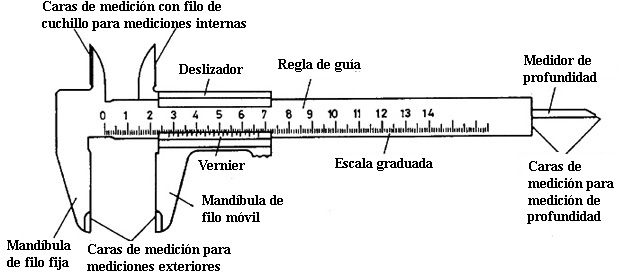 Caras de medición con filo de
cuchillo para mediciones internas
Deslizador
Regla de guía
Medidor de
profundidad
0 1 2 3 4 5 6 7 8 9 10 11 12 13 14
Vernier
Escala graduada
Caras de
medición para
medición de
profundidad
Mandíbula de
filo móvil
Mandíbula
de filo fija
Caras de medición para
mediciones exteriores